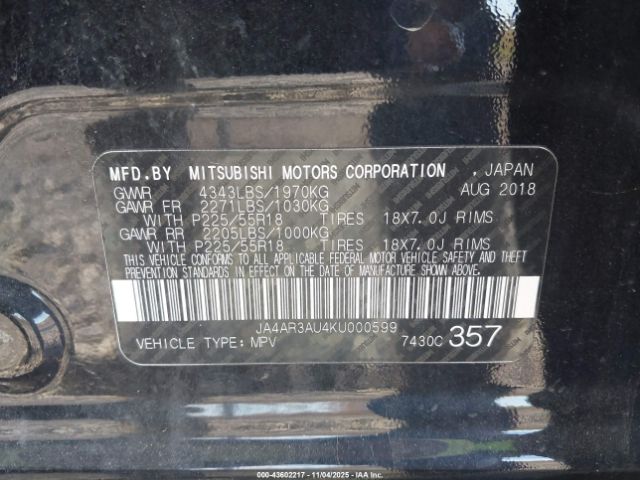 MFD.BY MITSUBISHI MOTORS CORPORATION , JAPAN
GVWR 4343LBS/1970KG AUG 2018
GAWR FR 2271LBS/1030KG
WITH P225/55R18 TIRES 18X7.0J RIMS
GAWR RR 2205LBS/1000KG
WITH P225/55R18 TIRES 18X7.0J RIMS
THIS VEHICLE CONFORMS TO ALL APPLICABLE FEDERAL MOTOR VEHICLE SAFETY AND THEFT
PREVENTION STANDARDS IN EFFECT ON THE DATE OF MANUFACTURE SHOWN ABOVE.
JA4AR3AU4KU000599
VEHICLE TYPE: MPV 7430C 357
000-43602217 - 11/04/2025 - IAAI.COM